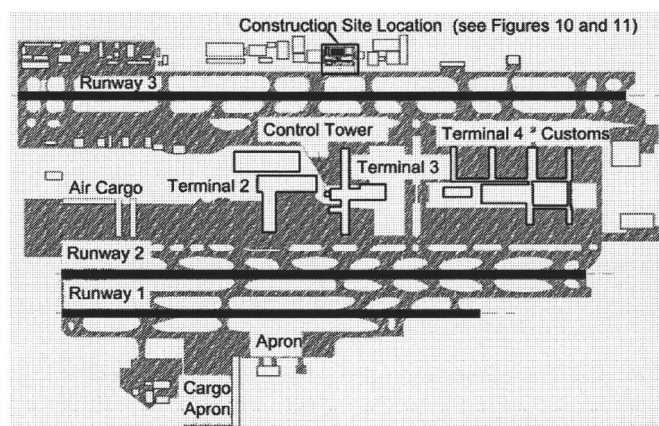 Construction Site Location (see Figures 10 and 11)
Runway 3
Control Tower
Terminal 4
Customs
Terminal 3
Air Cargo
Terminal 2
Runway 2
Runway 1
Apron
Cargo
Apron